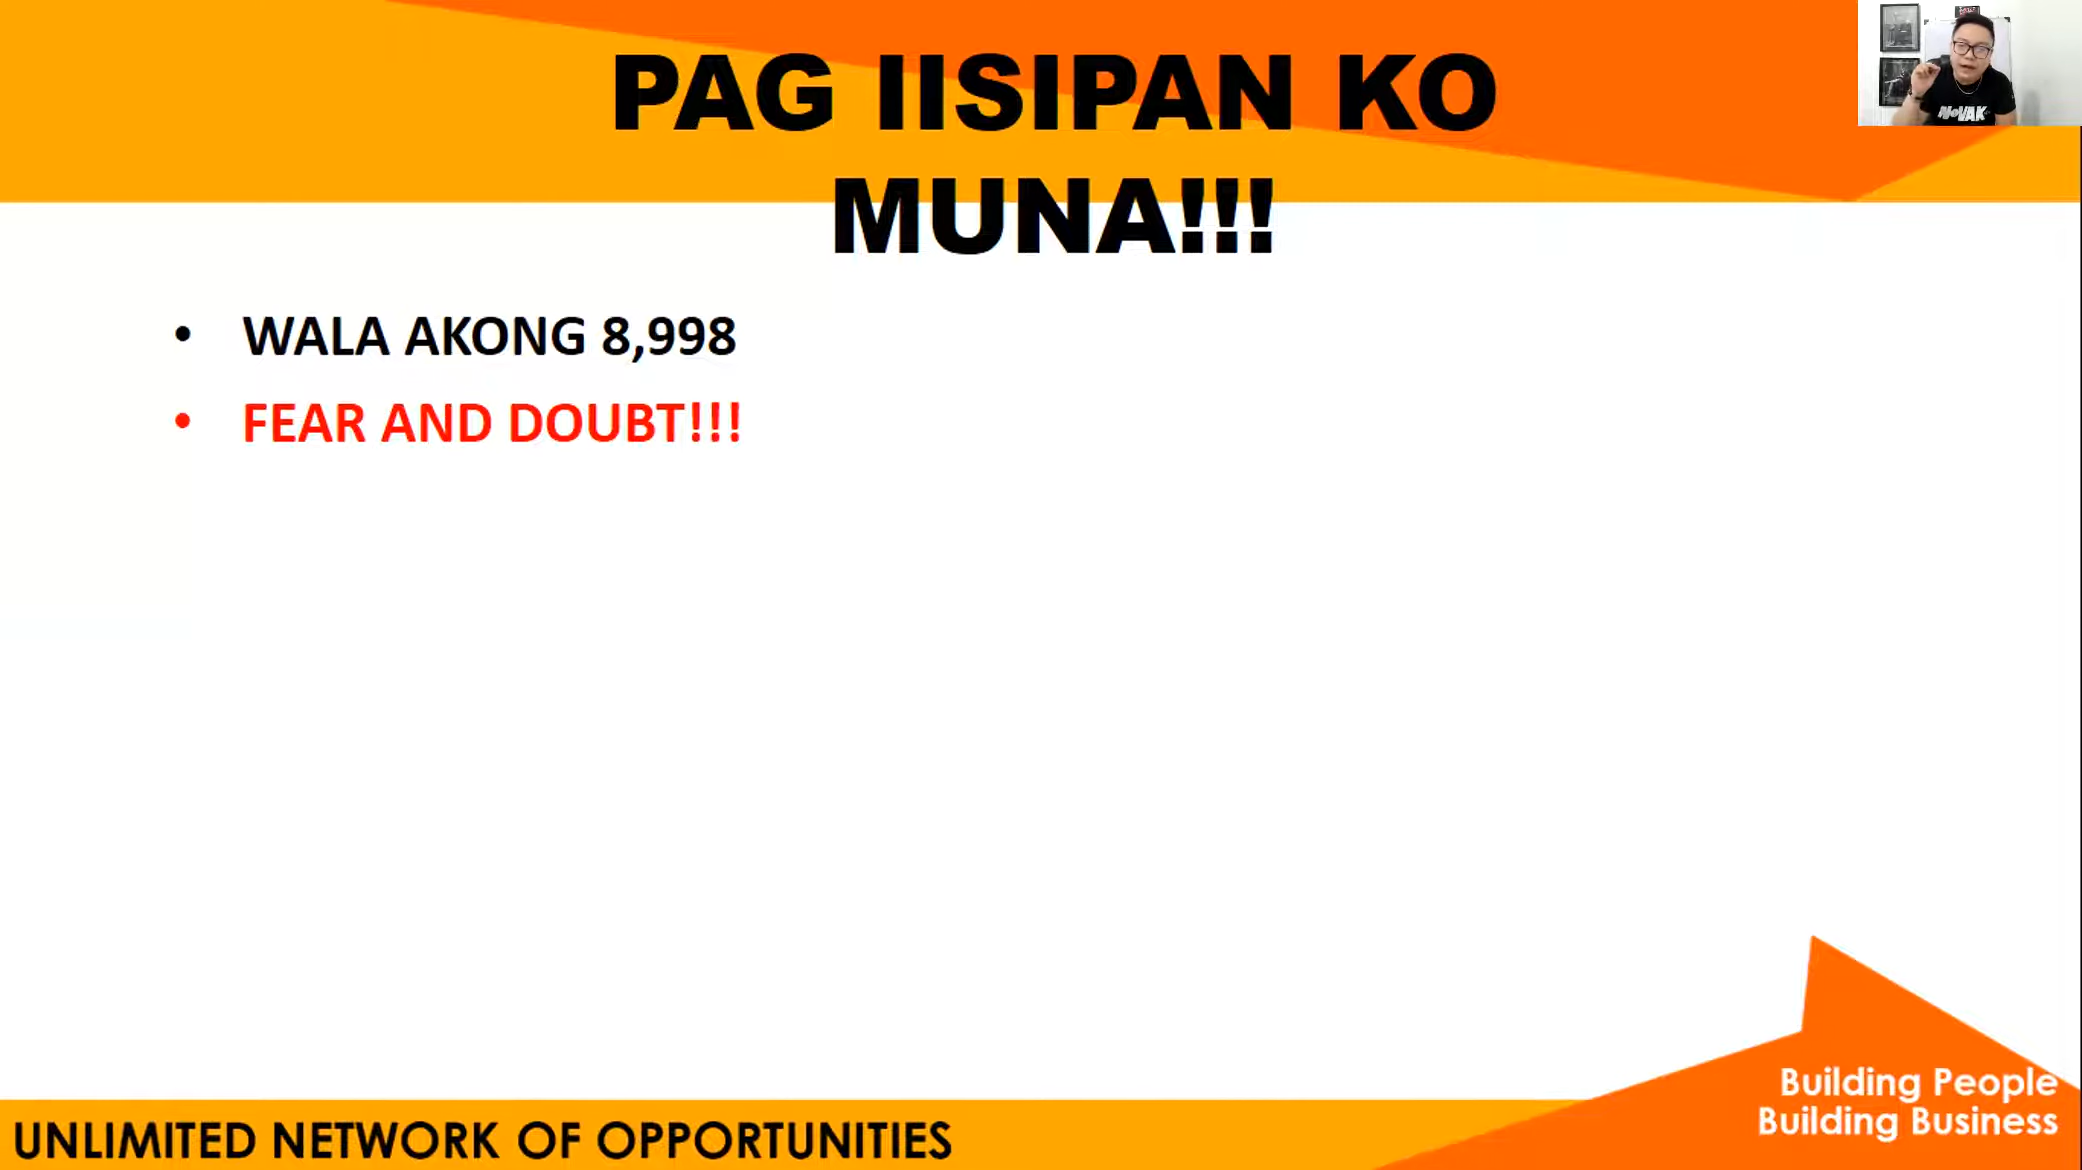 PAG IISIPAN KO
MUNA!!!
• WALA AKONG 8,998
• FEAR AND DOUBT!!!
NOVAK
Building People
Building Business
UNLIMITED NETWORK OF OPPORTUNITIES